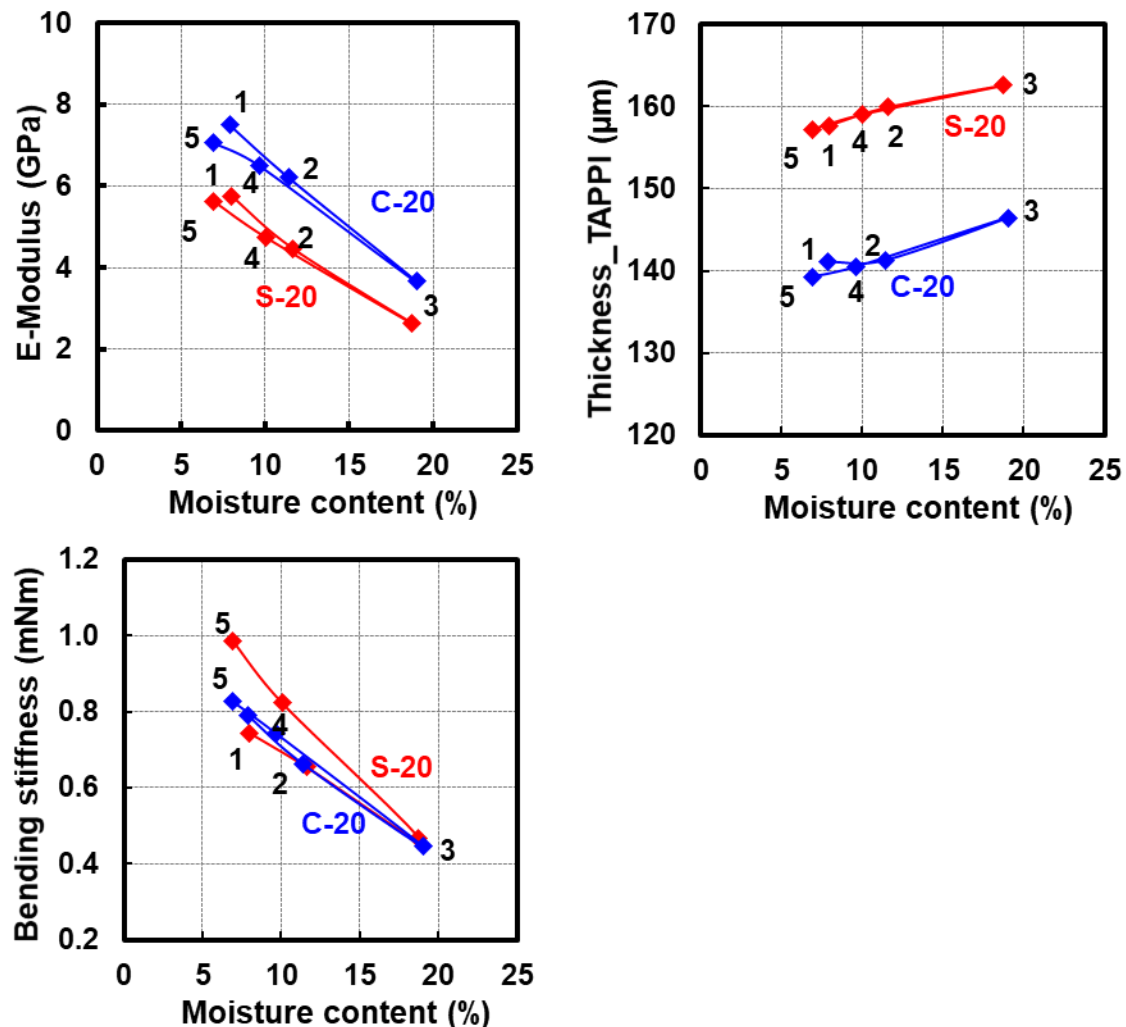 E-Modulus (GPa)
10
8
6
4
2
0
1
5
2
1
4
C-20
5
4
2
S-20
3
0 5 10 15 20 25
Moisture content (%)
Thickness_TAPPI (μm)
170
160
150
140
130
120
3
S-20
5 1 4 2
3
1 2
5 4 C-20
0 5 10 15 20 25
Moisture content (%)
Bending stiffness (mNm)
1.2
1.0
0.8
0.6
0.4
0.2
5
5
4
1
S-20
2
C-20
3
0 5 10 15 20 25
Moisture content (%)